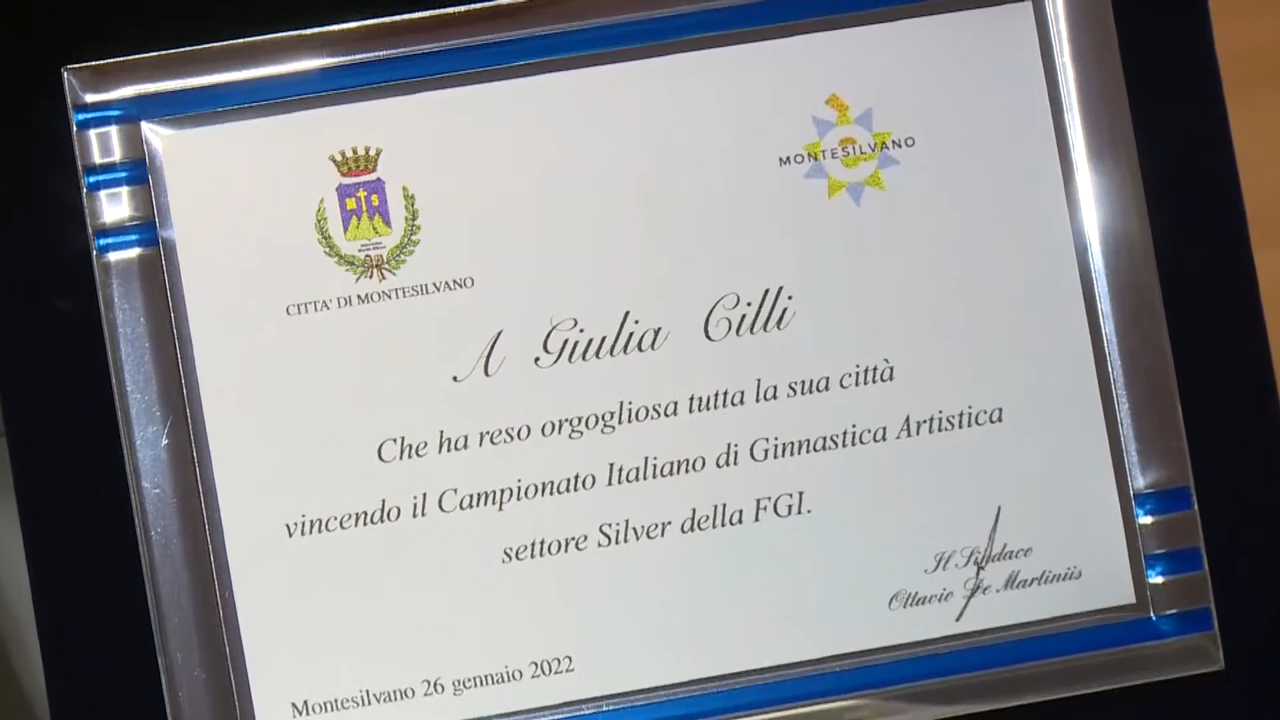 M S
CITTA' DI MONTESILVANO
MONTESILVANO
A Giulia Cilli
Che ha reso orgogliosa tutta la sua città
vincendo il Campionato Italiano di Ginnastica Artistica
settore Silver della FGI.
Il Sindaco
Ottavio De Martiniis
Montesilvano 26 gennaio 2022